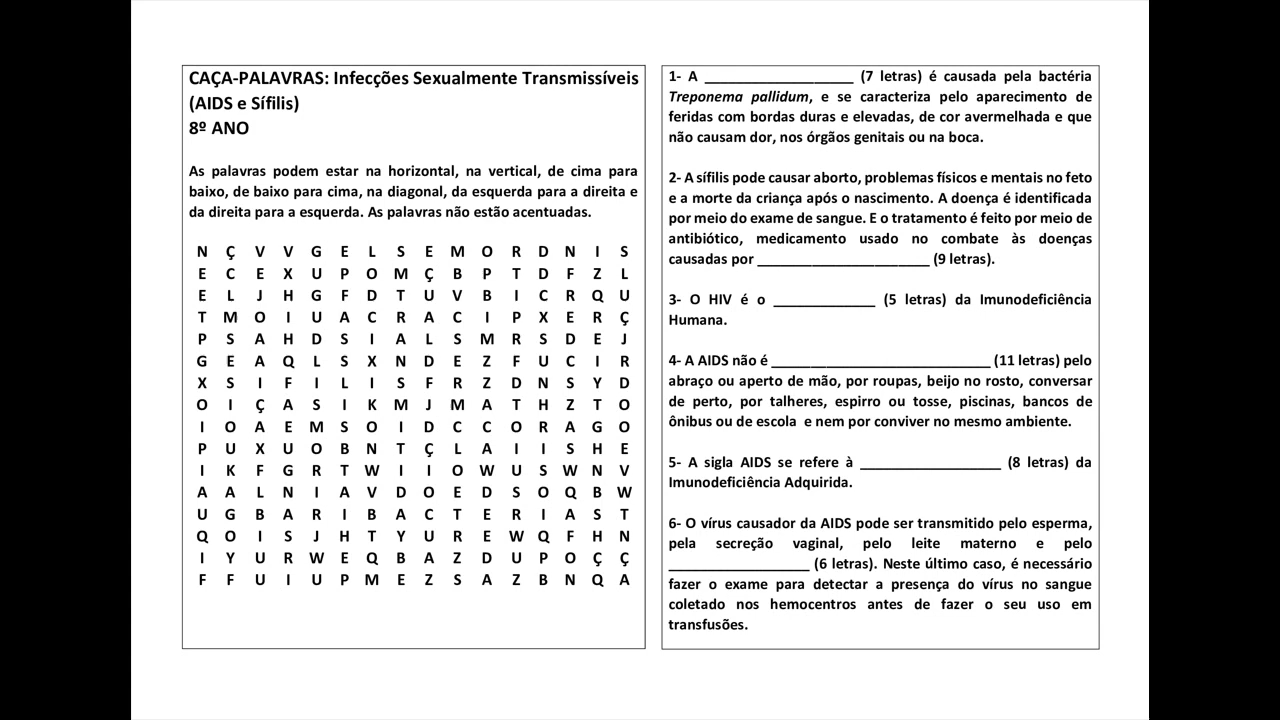 CAÇA-PALAVRAS: Infecções Sexualmente Transmissíveis
(AIDS e Sífilis)
8º ANO
As palavras podem estar na horizontal, na vertical, de cima para
baixo, de baixo para cima, na diagonal, da esquerda para a direita e
da direita para a esquerda. As palavras não estão acentuadas.
N Ç V V G E L S E M O R D N I S
E C E X U P O M Ç B P T D F Z L
E L J H G F D T U V B I C R Q U
T M O I U A C R A C I P X E R Ç
P S A H D S I A L S M R S D E J
G E A Q L S X N D E Z F U C I R
X S I F I L I S F R Z D N S Y D
O I Ç A S I K M J M A T H Z T O
I O A E M S O I D C C O R A G O
P U X U O B N T Ç L A I I S H E
I K F G R T W I I O W U S W N V
A A L N I A V D O E D S O Q B W
U G B A R I B A C T E R I A S T
Q O I S J H T Y U R E W Q F H N
I Y U R W E Q B A Z D U P O Ç Ç
F F U I U P M E Z S A Z B N Q A
1- A ____________________ (7 letras) é causada pela bactéria
Treponema pallidum, e se caracteriza pelo aparecimento de
feridas com bordas duras e elevadas, de cor avermelhada e que
não causam dor, nos órgãos genitais ou na boca.
2- A sífilis pode causar aborto, problemas físicos e mentais no feto
e a morte da criança após o nascimento. A doença é identificada
por meio do exame de sangue. E o tratamento é feito por meio de
antibiótico, medicamento usado no combate às doenças
causadas por ______________________ (9 letras).
3- O HIV é o _____________ (5 letras) da Imunodeficiência
Humana.
4- A AIDS não é ____________________________ (11 letras) pelo
abraço ou aperto de mão, por roupas, beijo no rosto, conversar
de perto, por talheres, espirro ou tosse, piscinas, bancos de
ônibus ou de escola e nem por conviver no mesmo ambiente.
5- A sigla AIDS se refere à __________________ (8 letras) da
Imunodeficiência Adquirida.
6- O vírus causador da AIDS pode ser transmitido pelo esperma,
pela secreção vaginal, pelo leite materno e pelo
__________________ (6 letras). Neste último caso, é necessário
fazer o exame para detectar a presença do vírus no sangue
coletado nos hemocentros antes de fazer o seu uso em
transfusões.